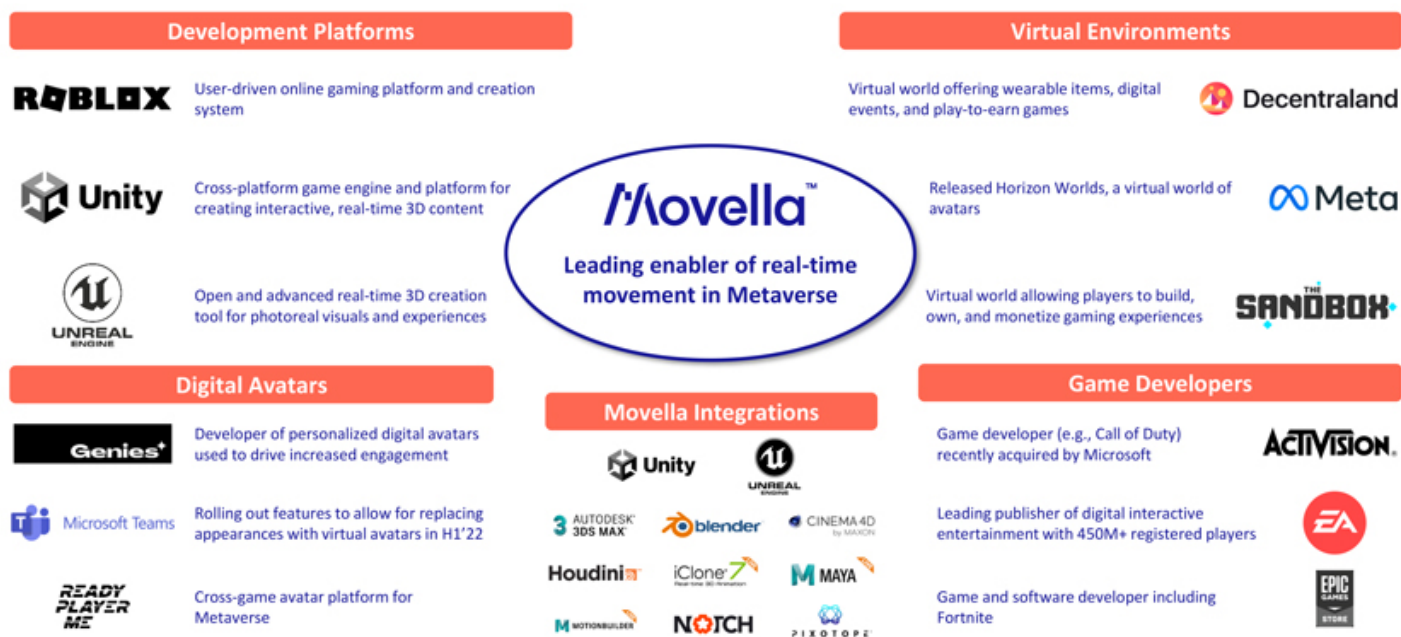 Development Platforms
ROBLOX
User-driven online gaming platform and creation
system
Unity
Cross-platform game engine and platform for
creating interactive, real-time 3D content
UNREAL
ENGINE
Open and advanced real-time 3D creation
tool for photoreal visuals and experiences
Virtual Environments
Virtual world offering wearable items, digital
events, and play-to-earn games
Decentraland
Released Horizon Worlds, a virtual world of
avatars
Meta
Virtual world allowing players to build,
own, and monetize gaming experiences
THE
SANDBOX
Movella™
Leading enabler of real-time
movement in Metaverse
Digital Avatars
Genies
Developer of personalized digital avatars
used to drive increased engagement
Microsoft Teams
Rolling out features to allow for replacing
appearances with virtual avatars in H1'22
READY
PLAYER
ME
Cross-game avatar platform for
Metaverse
Movella Integrations
Unity
UNREAL
ENGINE
3 AUTODESK®
3DS MAX®
blender
CINEMA 4D
by MAXON
Houdini
iClone 7
Real-time 3D Animation
M MAYA
M MOTIONBUILDER
NOTCH
PIXOTOPE
Game Developers
Game developer (e.g., Call of Duty)
recently acquired by Microsoft
ACTIVISION®
Leading publisher of digital interactive
entertainment with 450M+ registered players
EA
Game and software developer including
Fortnite
EPIC
GAMES
STORE